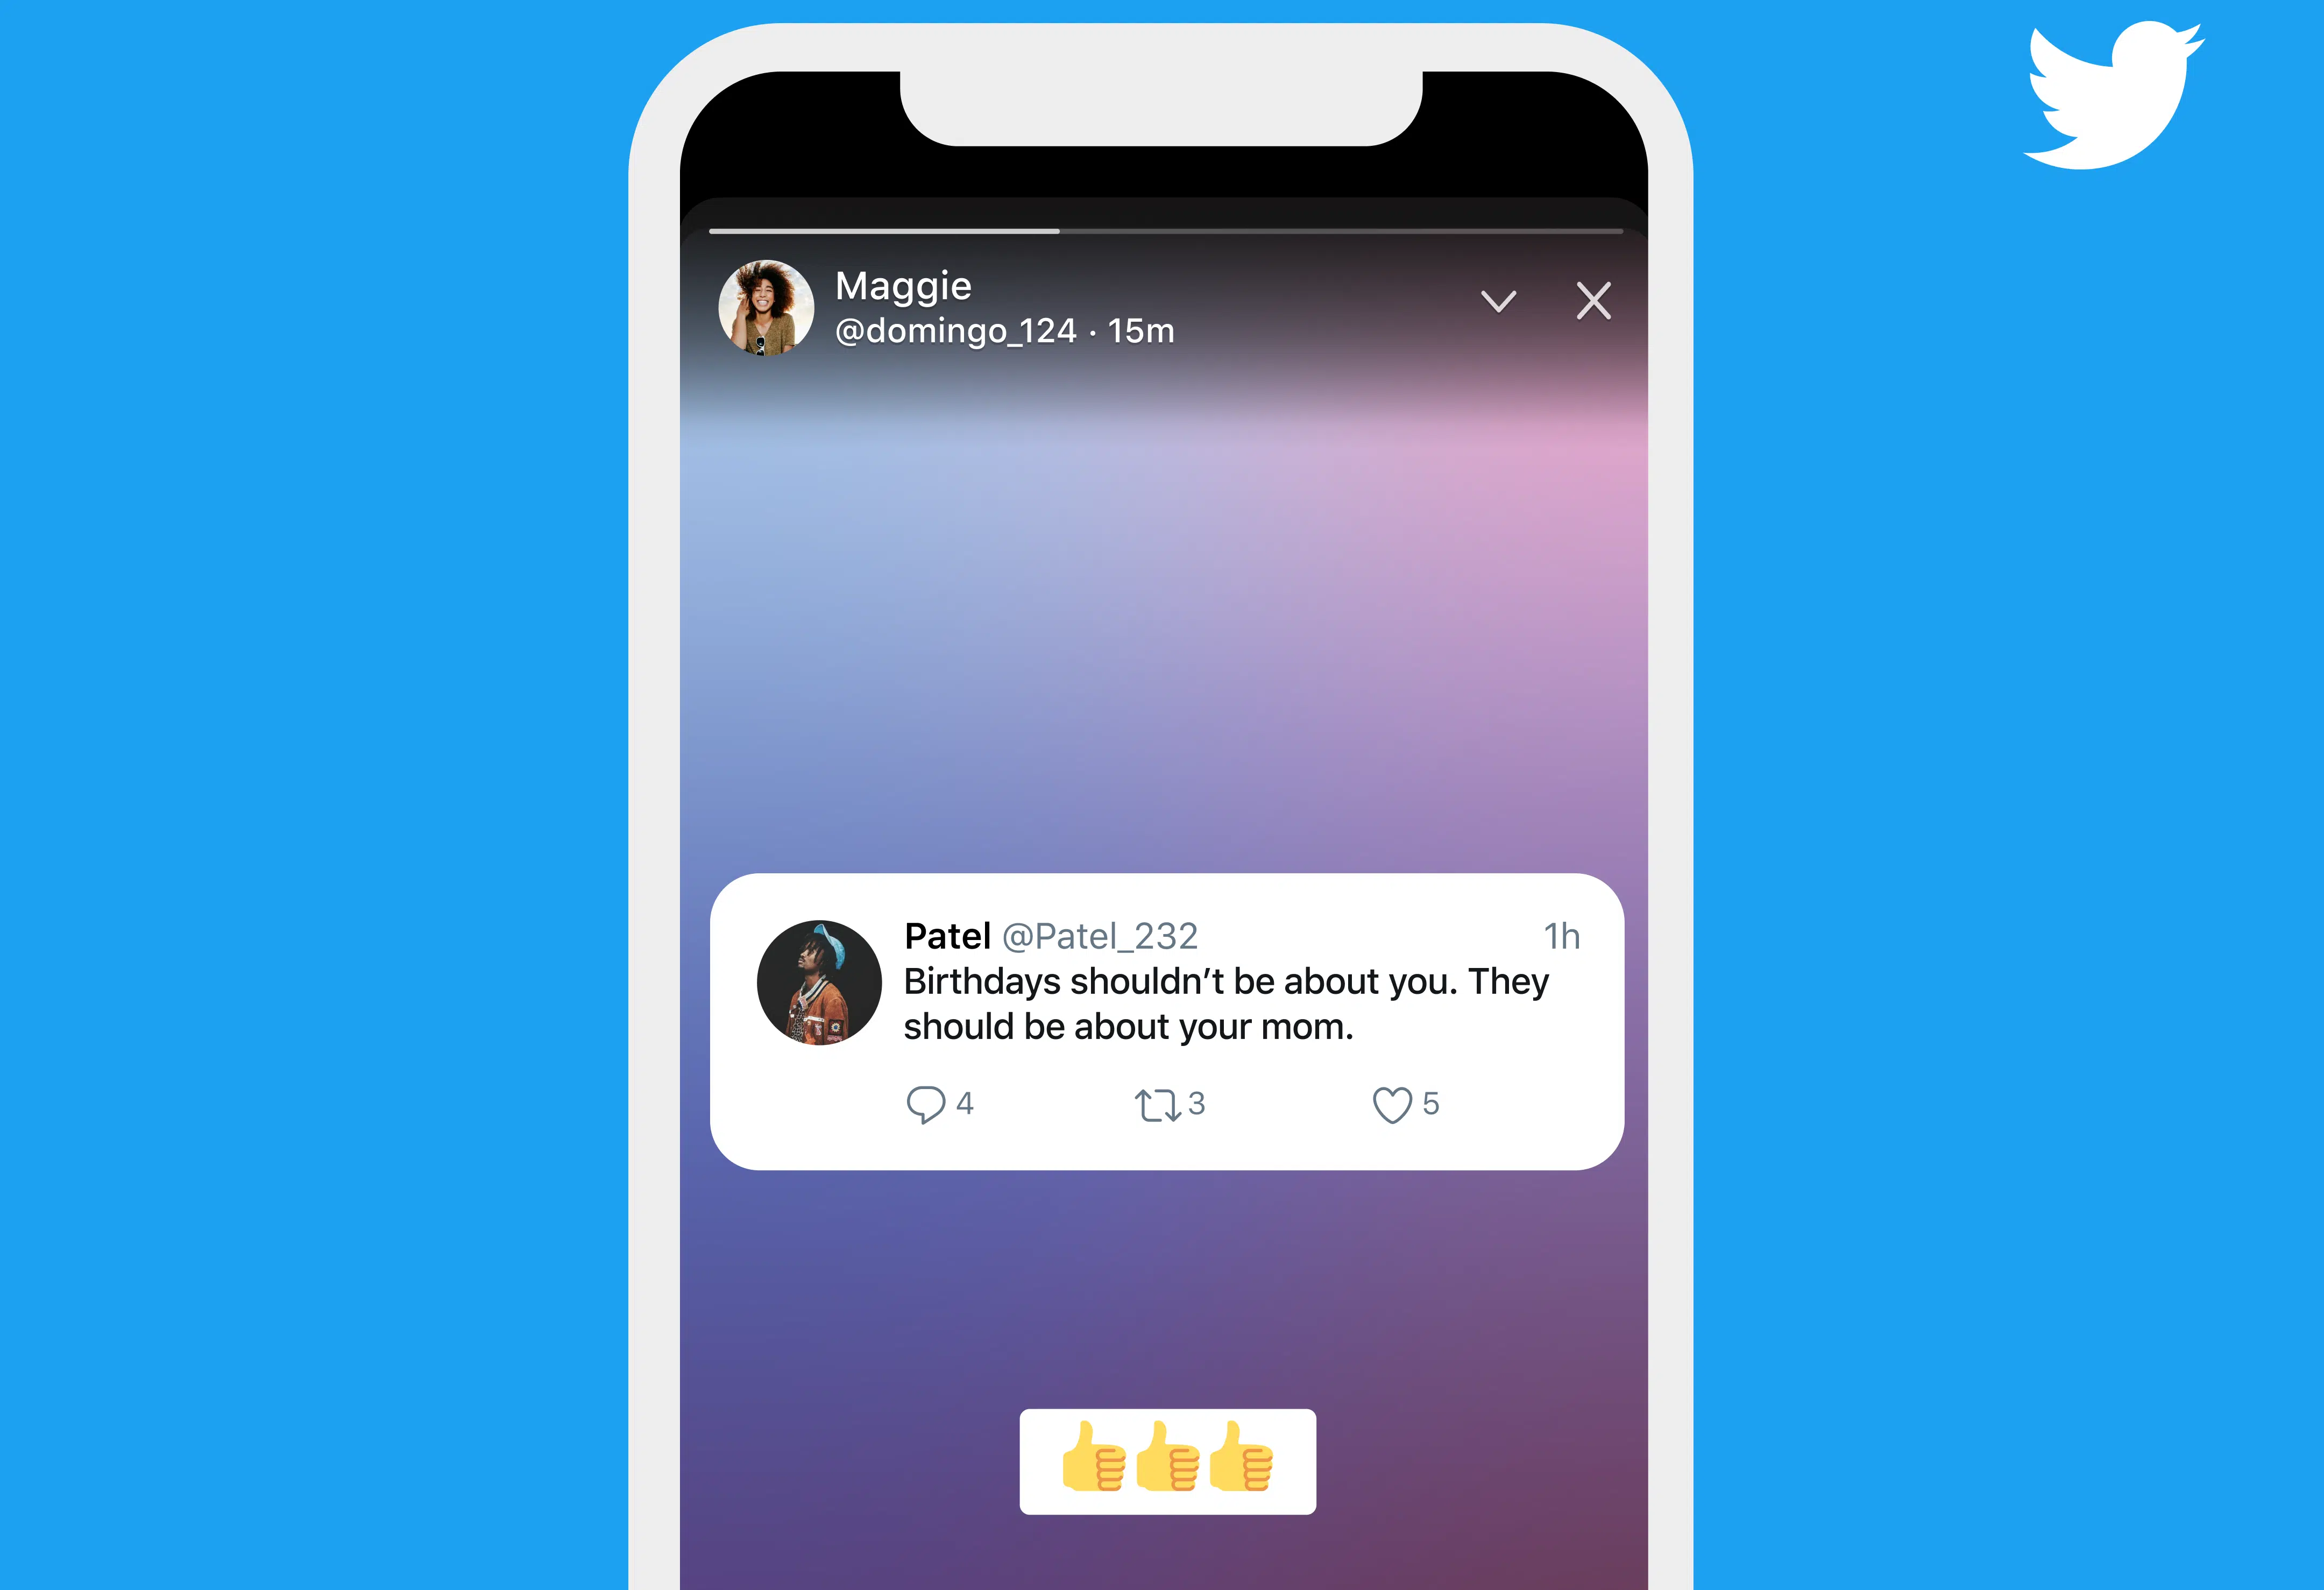 Maggie
@domingo_124 · 15m
Patel @Patel_232 1h
Birthdays shouldn’t be about you. They
should be about your mom.
4 3 5
👍👍👍